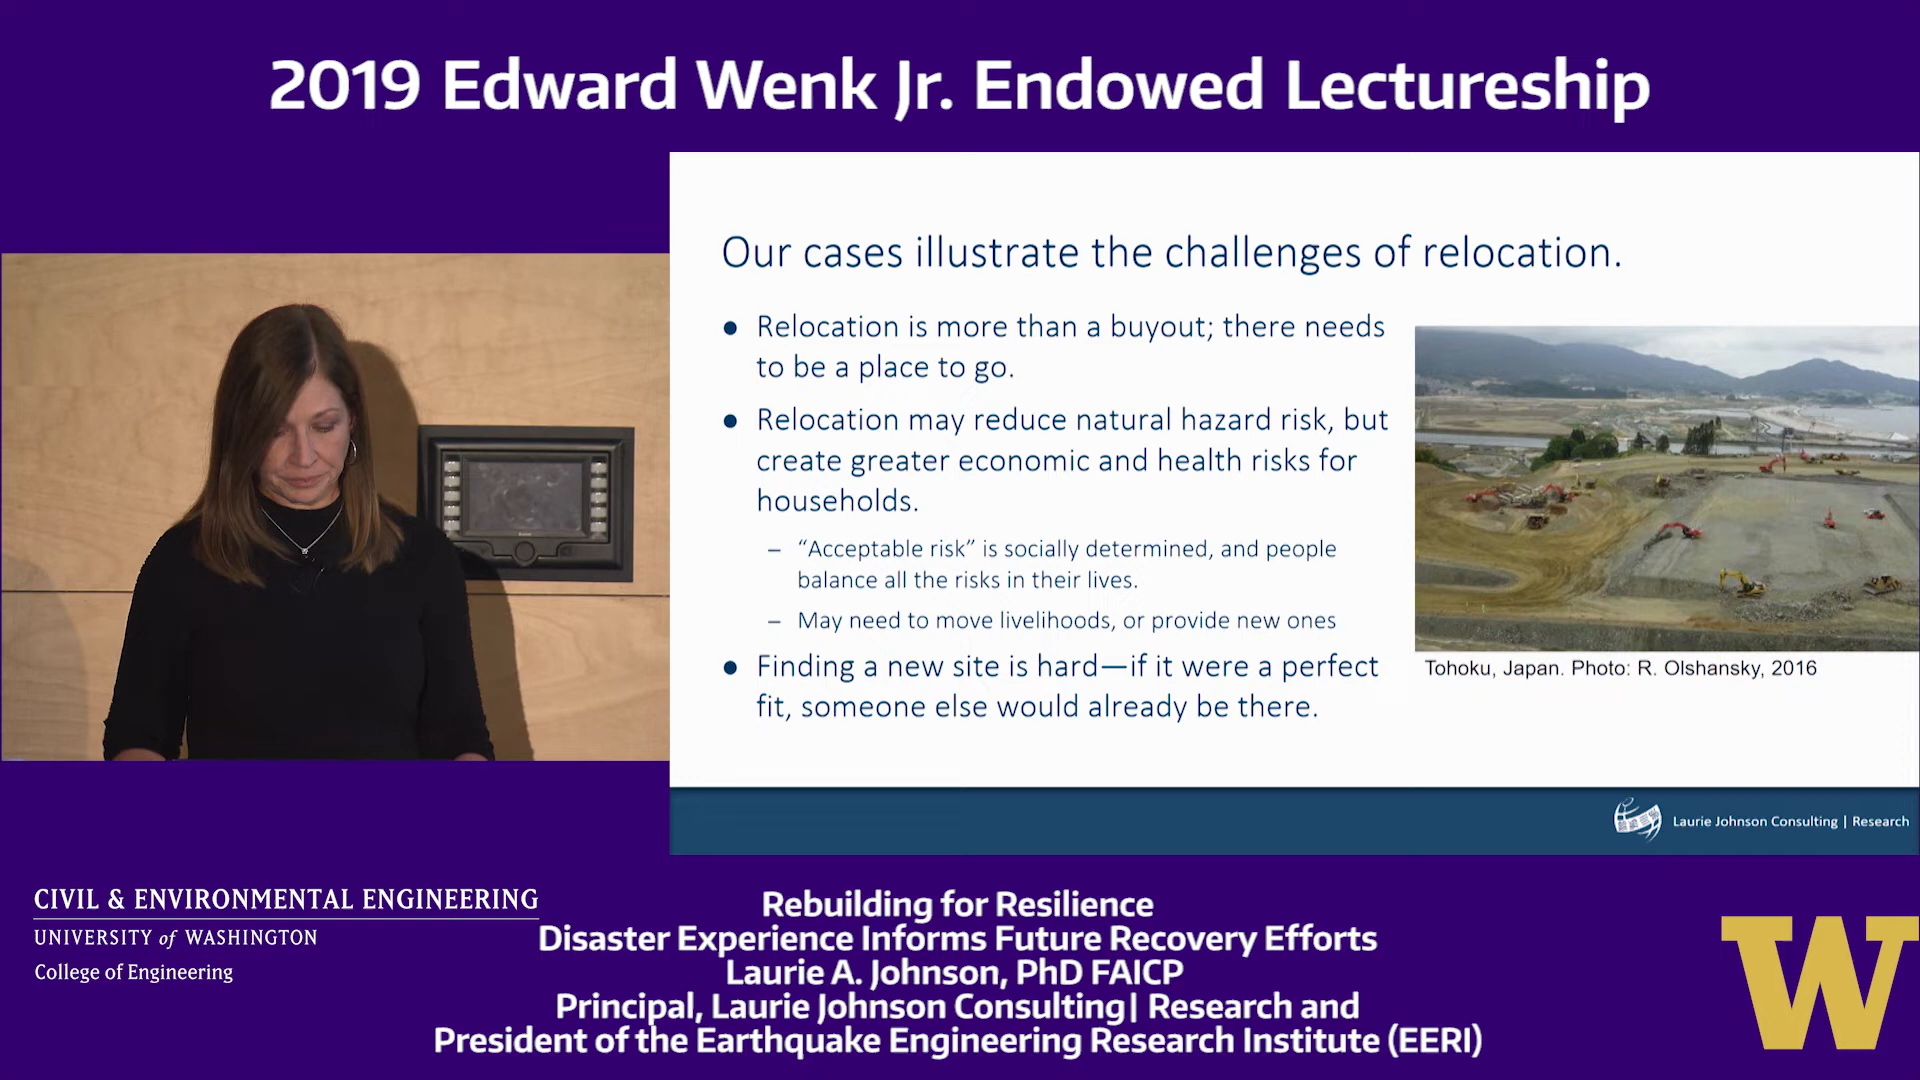 2019 Edward Wenk Jr. Endowed Lectureship
Our cases illustrate the challenges of relocation.
● Relocation is more than a buyout; there needs
to be a place to go.
● Relocation may reduce natural hazard risk, but
create greater economic and health risks for
households.
– “Acceptable risk” is socially determined, and people
balance all the risks in their lives.
– May need to move livelihoods, or provide new ones
● Finding a new site is hard—if it were a perfect
fit, someone else would already be there.
Tohoku, Japan. Photo: R. Olshansky, 2016
Laurie Johnson Consulting | Research
CIVIL & ENVIRONMENTAL ENGINEERING
UNIVERSITY of WASHINGTON
College of Engineering
Rebuilding for Resilience
Disaster Experience Informs Future Recovery Efforts
Laurie A. Johnson, PhD FAICP
Principal, Laurie Johnson Consulting| Research and
President of the Earthquake Engineering Research Institute (EERI)
W